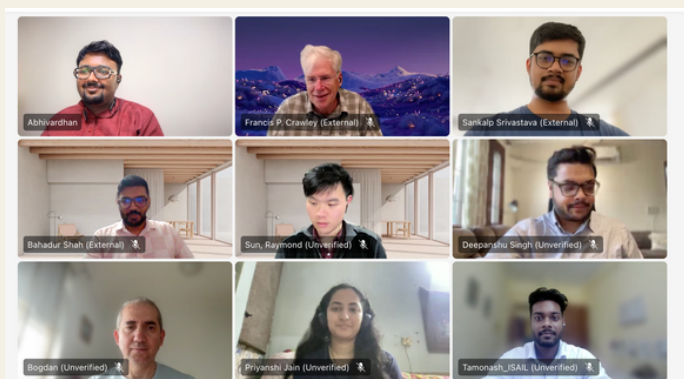 Abhivardhan
Francis P. Crawley (External)
Sankalp Srivastava (External)
Bahadur Shah (External)
Sun, Raymond (Unverified)
Deepanshu Singh (Unverified)
Bogdan (Unverified)
Priyanshi Jain (Unverified)
Tamonash_ISAIL (Unverified)